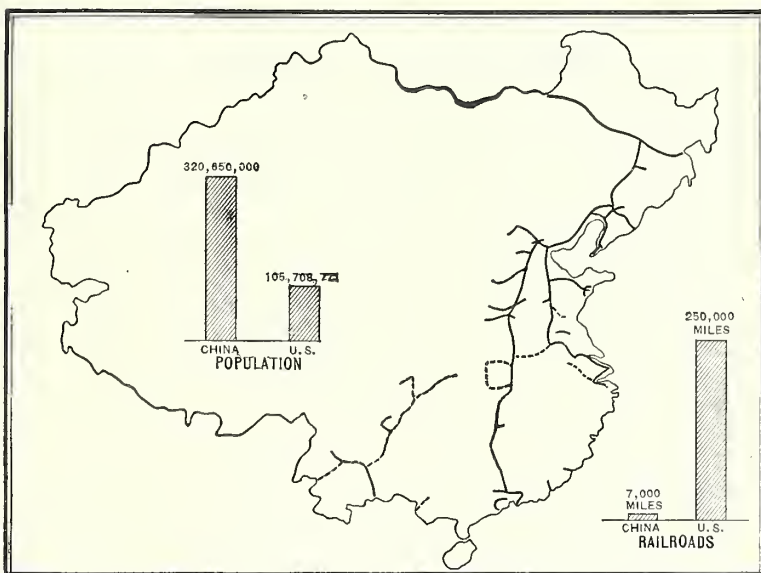 320,650,000
105,708,771
CHINA U.S.
POPULATION
250,000
MILES
7,000
MILES
CHINA U.S.
RAILROADS